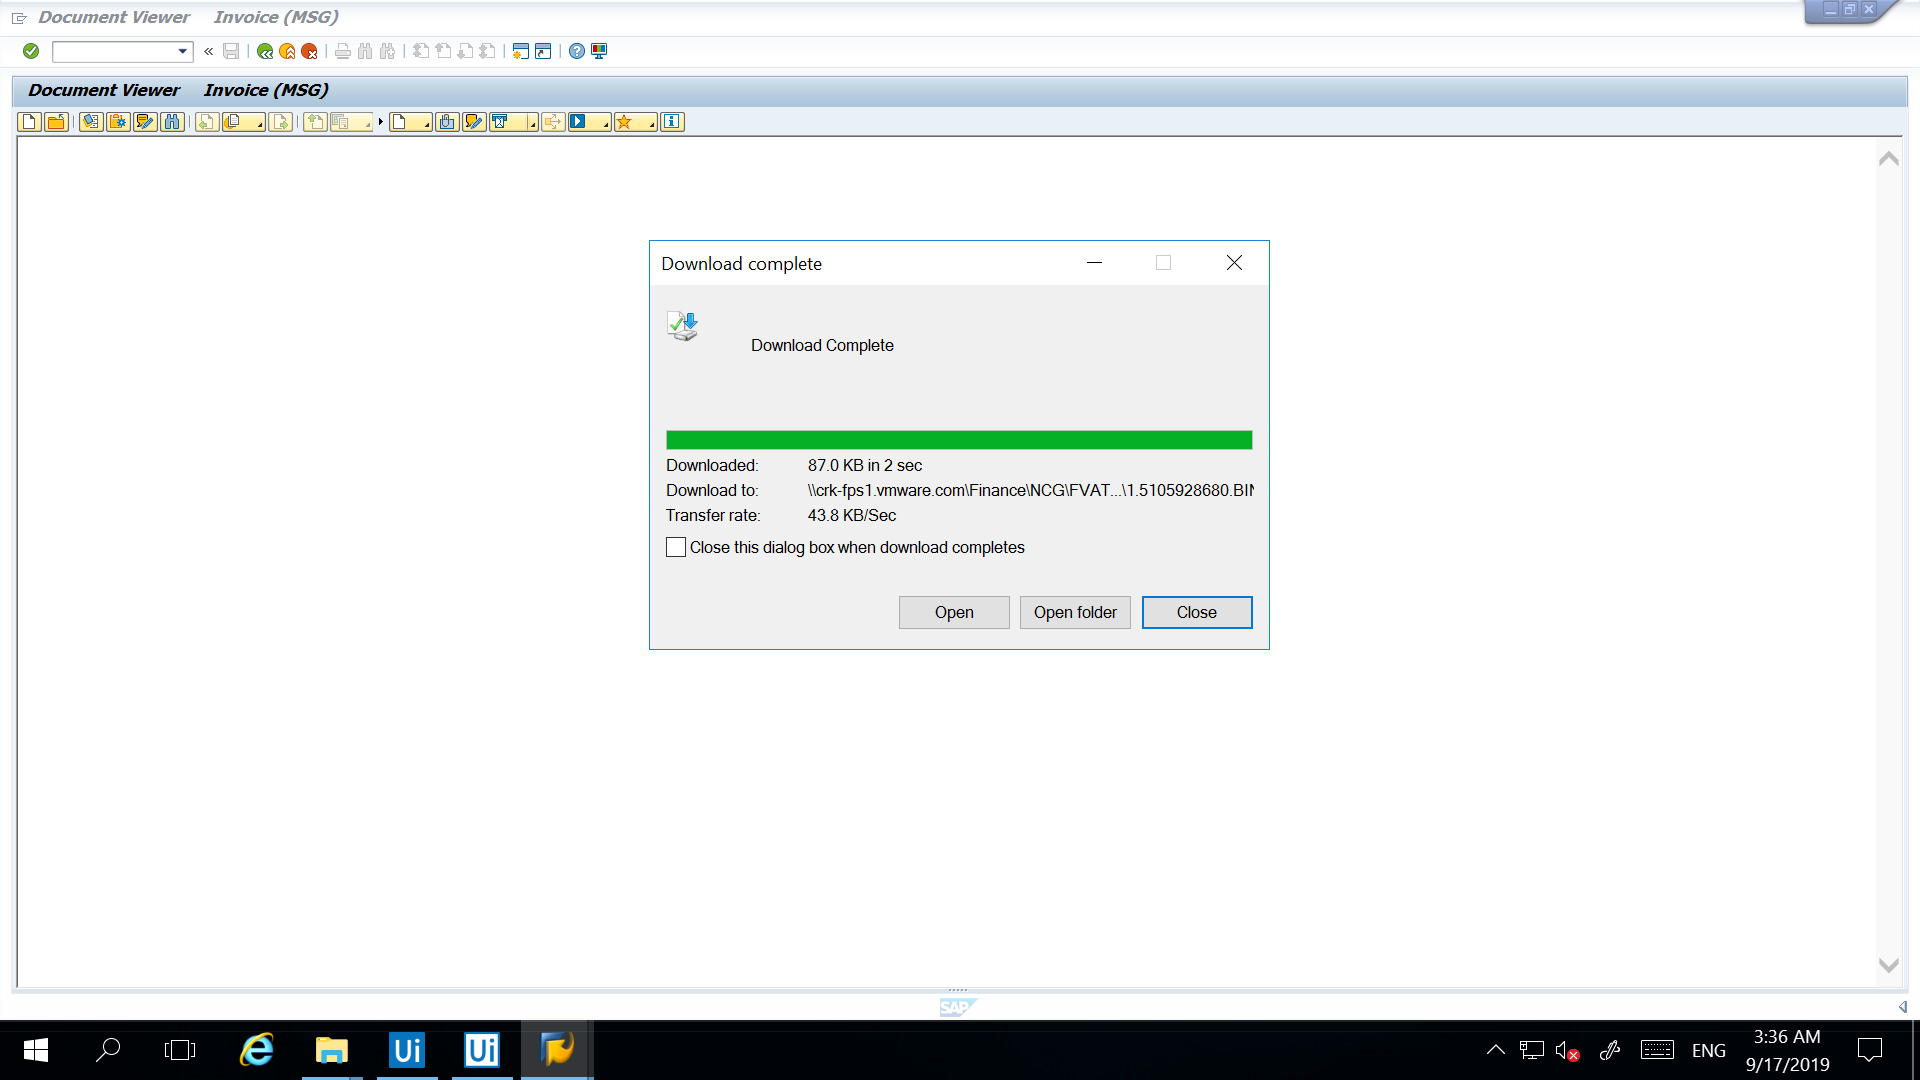 Document Viewer Invoice (MSG)
Document Viewer Invoice (MSG)
Download complete
Download Complete
Downloaded: 87.0 KB in 2 sec
Download to: \\crk-fps1.vmware.com\Finance\NCG\FVAT...\1.5105928680.BIN
Transfer rate: 43.8 KB/Sec
Close this dialog box when download completes
Open Open folder Close
SAP
Ui Ui
ENG
3:36 AM
9/17/2019